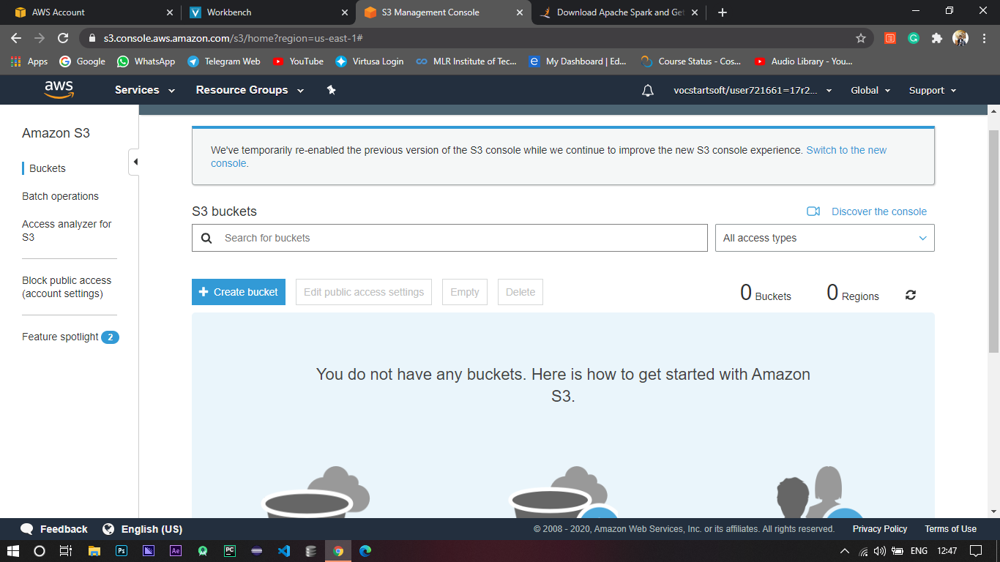 AWS Account
Workbench
S3 Management Console
Download Apache Spark and Get
s3.console.aws.amazon.com/s3/home?region=us-east-1#
Apps
Google
WhatsApp
Telegram Web
YouTube
Virtusa Login
MLR Institute of Tec...
My Dashboard | Ed...
Course Status - Cos...
Audio Library - You...
aws
Services
Resource Groups
vocstartsoft/user721661=17r2...
Global
Support
Amazon S3
Buckets
Batch operations
Access analyzer for
S3
Block public access
(account settings)
Feature spotlight 2
We've temporarily re-enabled the previous version of the S3 console while we continue to improve the new S3 console experience. Switch to the new
console.
S3 buckets
Discover the console
Search for buckets
All access types
+ Create bucket
Edit public access settings
Empty
Delete
0 Buckets
0 Regions
You do not have any buckets. Here is how to get started with Amazon
S3.
Feedback
English (US)
© 2008 - 2020, Amazon Web Services, Inc. or its affiliates. All rights reserved.
Privacy Policy
Terms of Use
Ps
Ae
PC
ENG
12:47